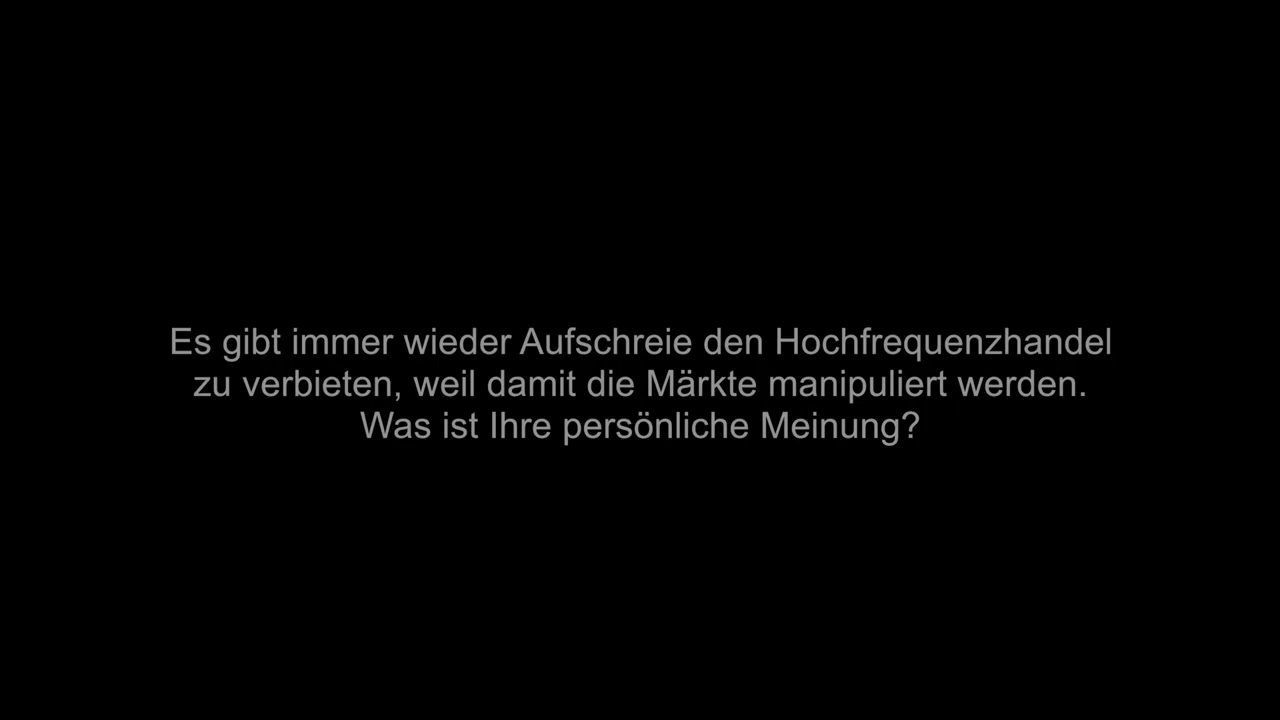 Es gibt immer wieder Aufschreie den Hochfrequenzhandel
zu verbieten, weil damit die Märkte manipuliert werden.
Was ist Ihre persönliche Meinung?